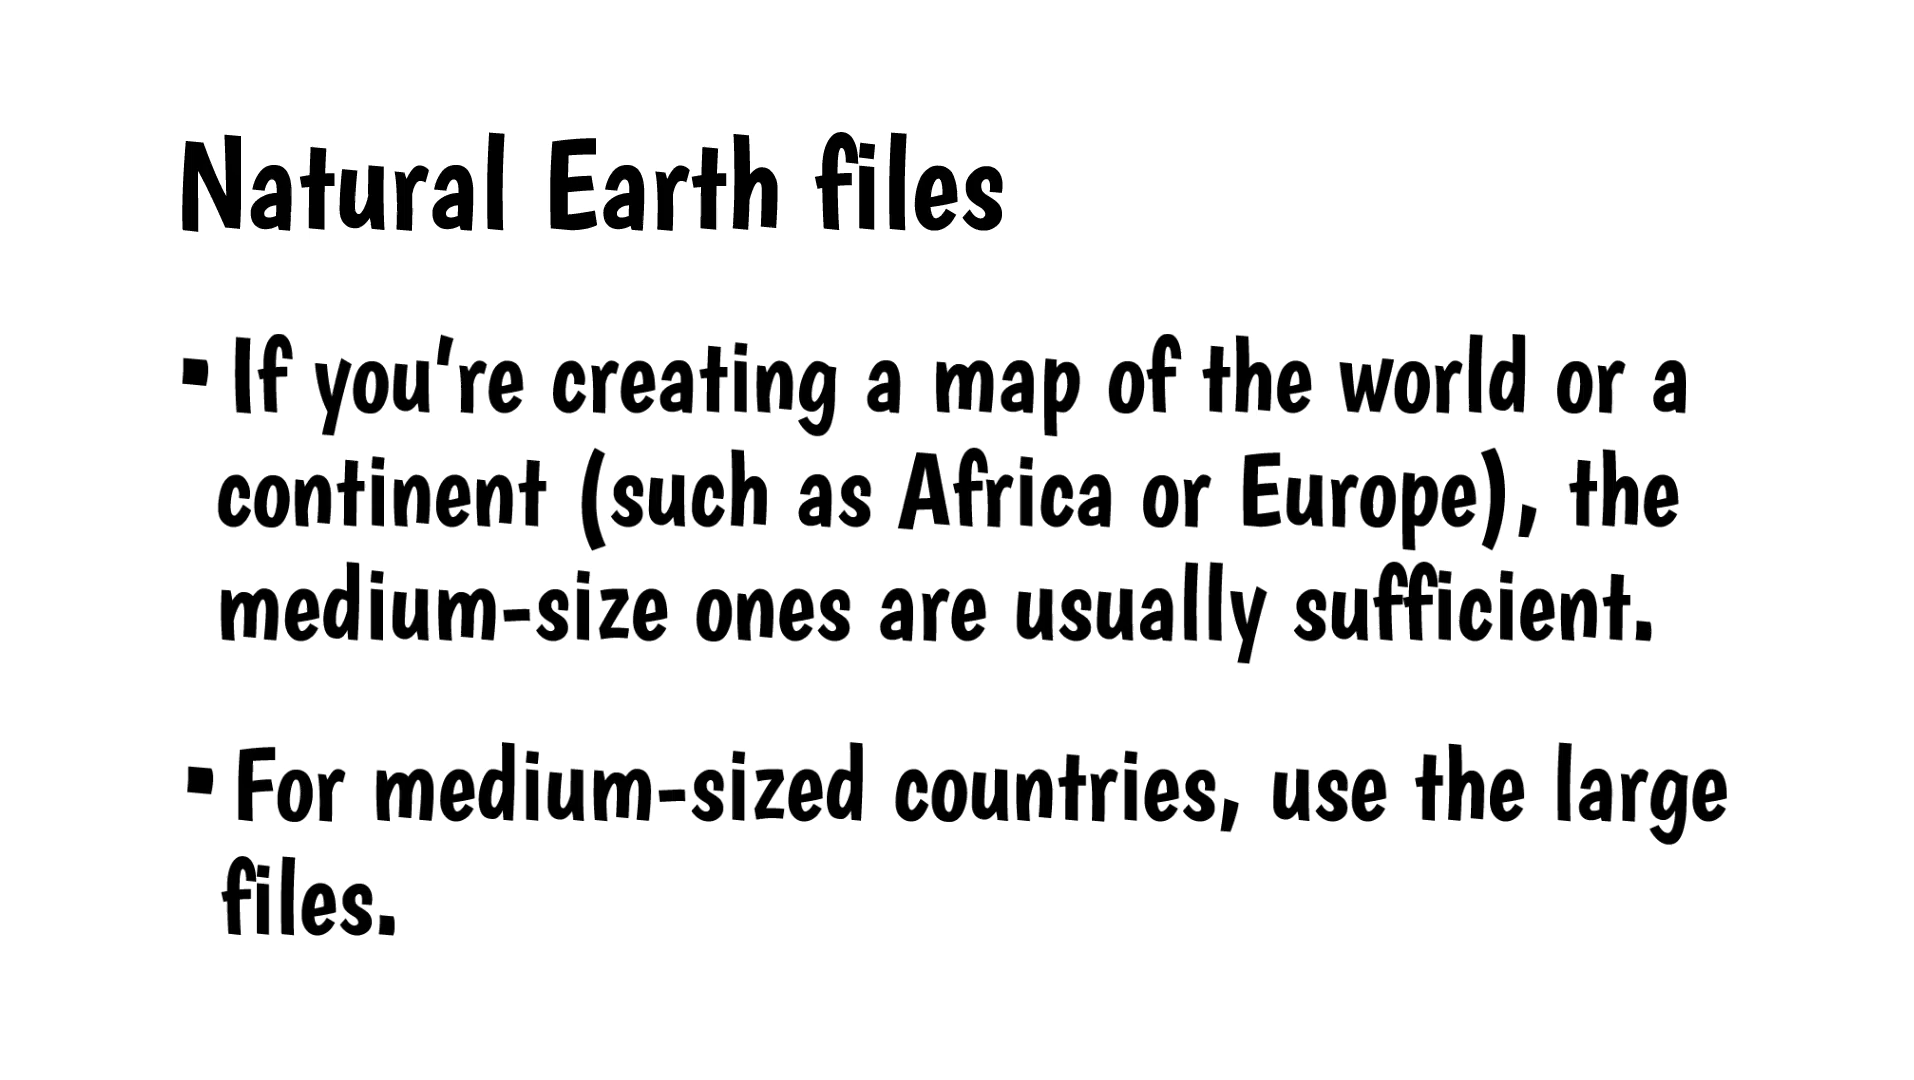 Natural Earth files
▪ If you’re creating a map of the world or a
continent (such as Africa or Europe), the
medium-size ones are usually sufficient.
▪ For medium-sized countries, use the large
files.